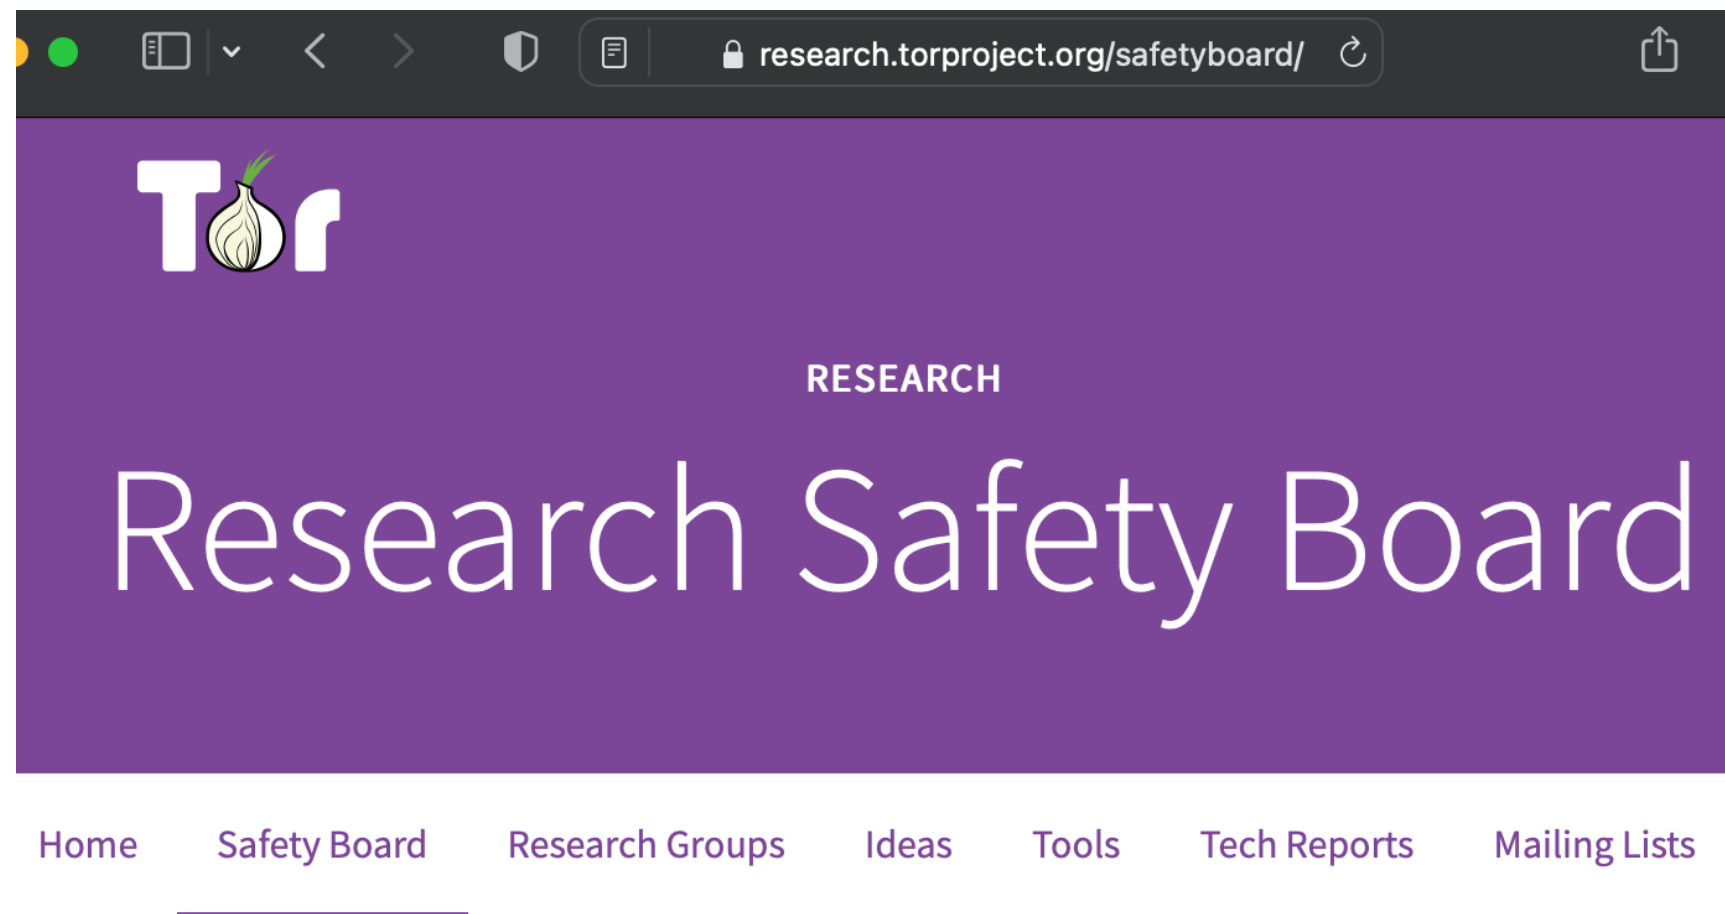 research.torproject.org/safetyboard/
Tor
RESEARCH
Research Safety Board
Home Safety Board Research Groups Ideas Tools Tech Reports Mailing Lists